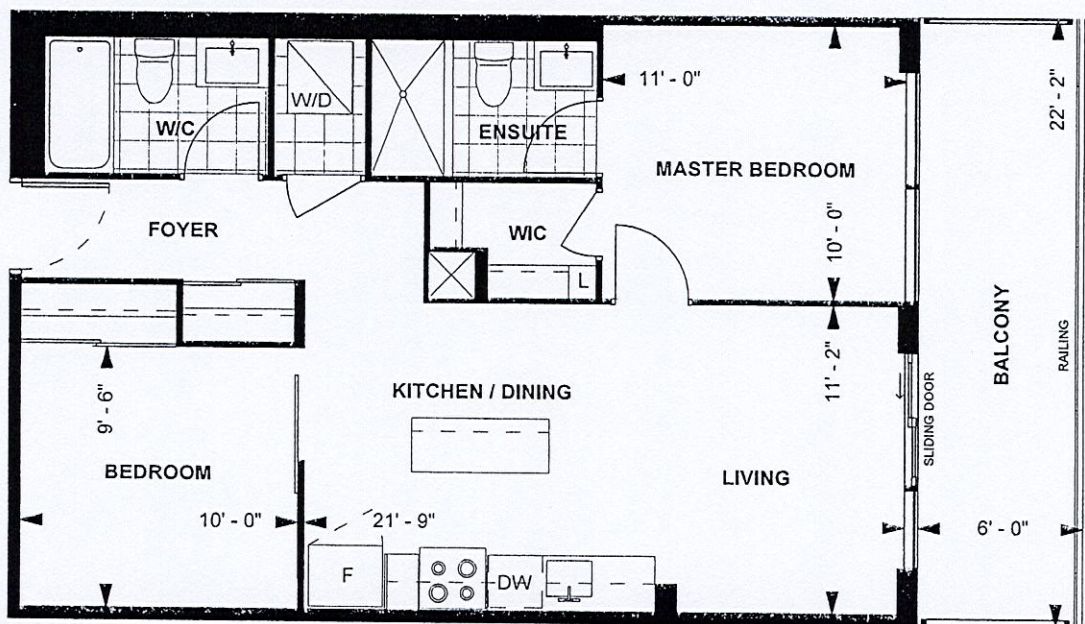 W/C
W/D
ENSUITE
11' - 0"
22' - 2"
MASTER BEDROOM
FOYER
WIC
10' - 0"
L
BALCONY
RAILING
11' - 2"
SLIDING DOOR
KITCHEN / DINING
9' - 6"
BEDROOM
LIVING
10' - 0"
21' - 9"
6' - 0"
F
DW